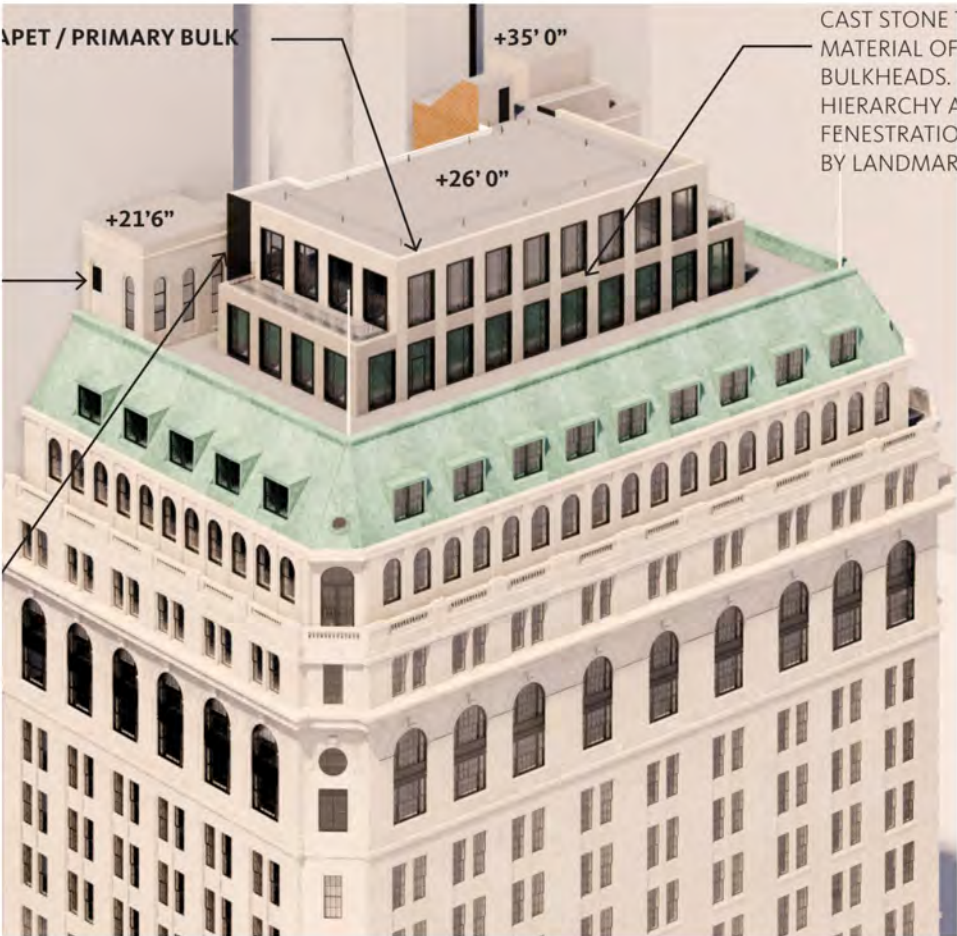 APET / PRIMARY BULK
+35' 0"
CAST STONE
MATERIAL OF
BULKHEADS.
HIERARCHY A
FENESTRATIO
BY LANDMAR
+26' 0"
+21'6"